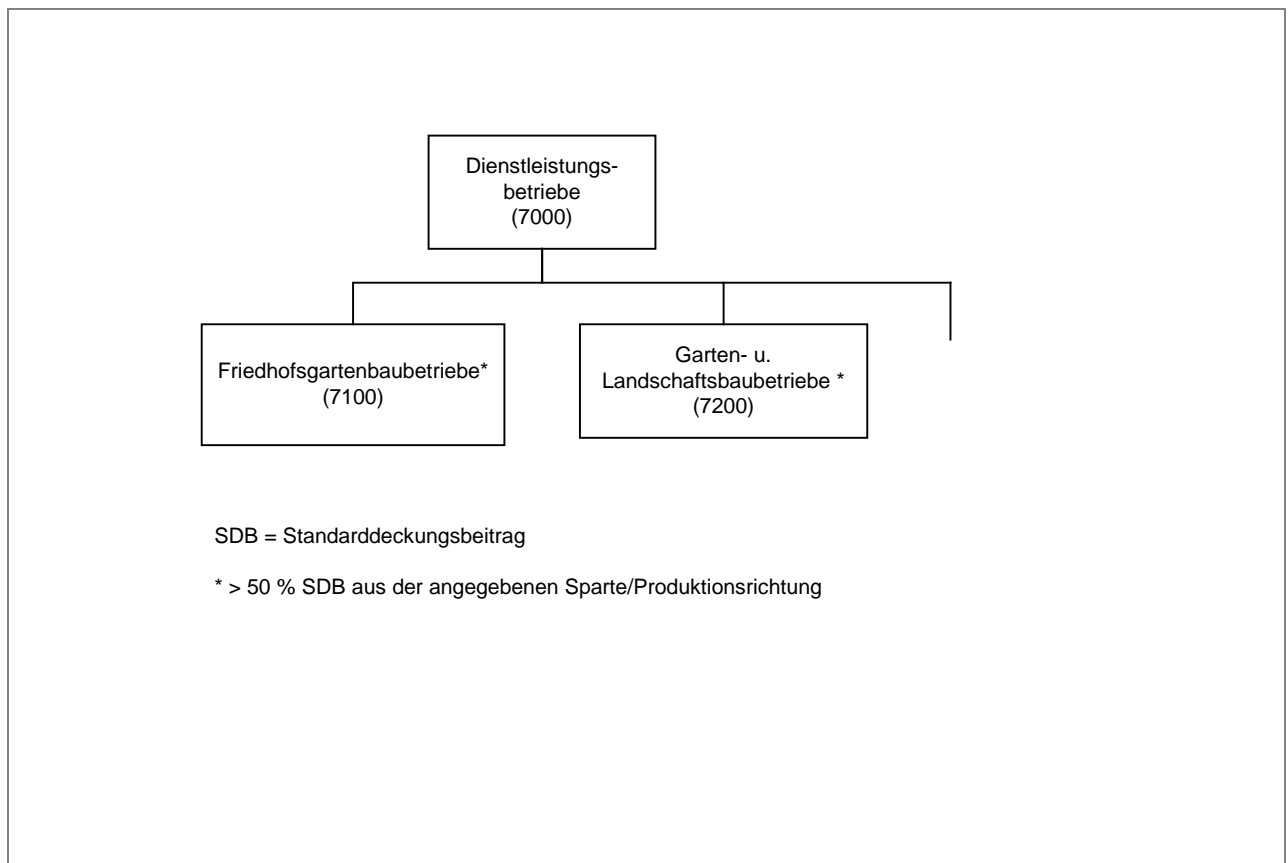 Dienstleistungs-
betriebe
(7000)
Friedhofsgartenbaubetriebe*
(7100)
Garten- u.
Landschaftsbaubetriebe *
(7200)
SDB = Standarddeckungsbeitrag
* > 50 % SDB aus der angegebenen Sparte/Produktionsrichtung